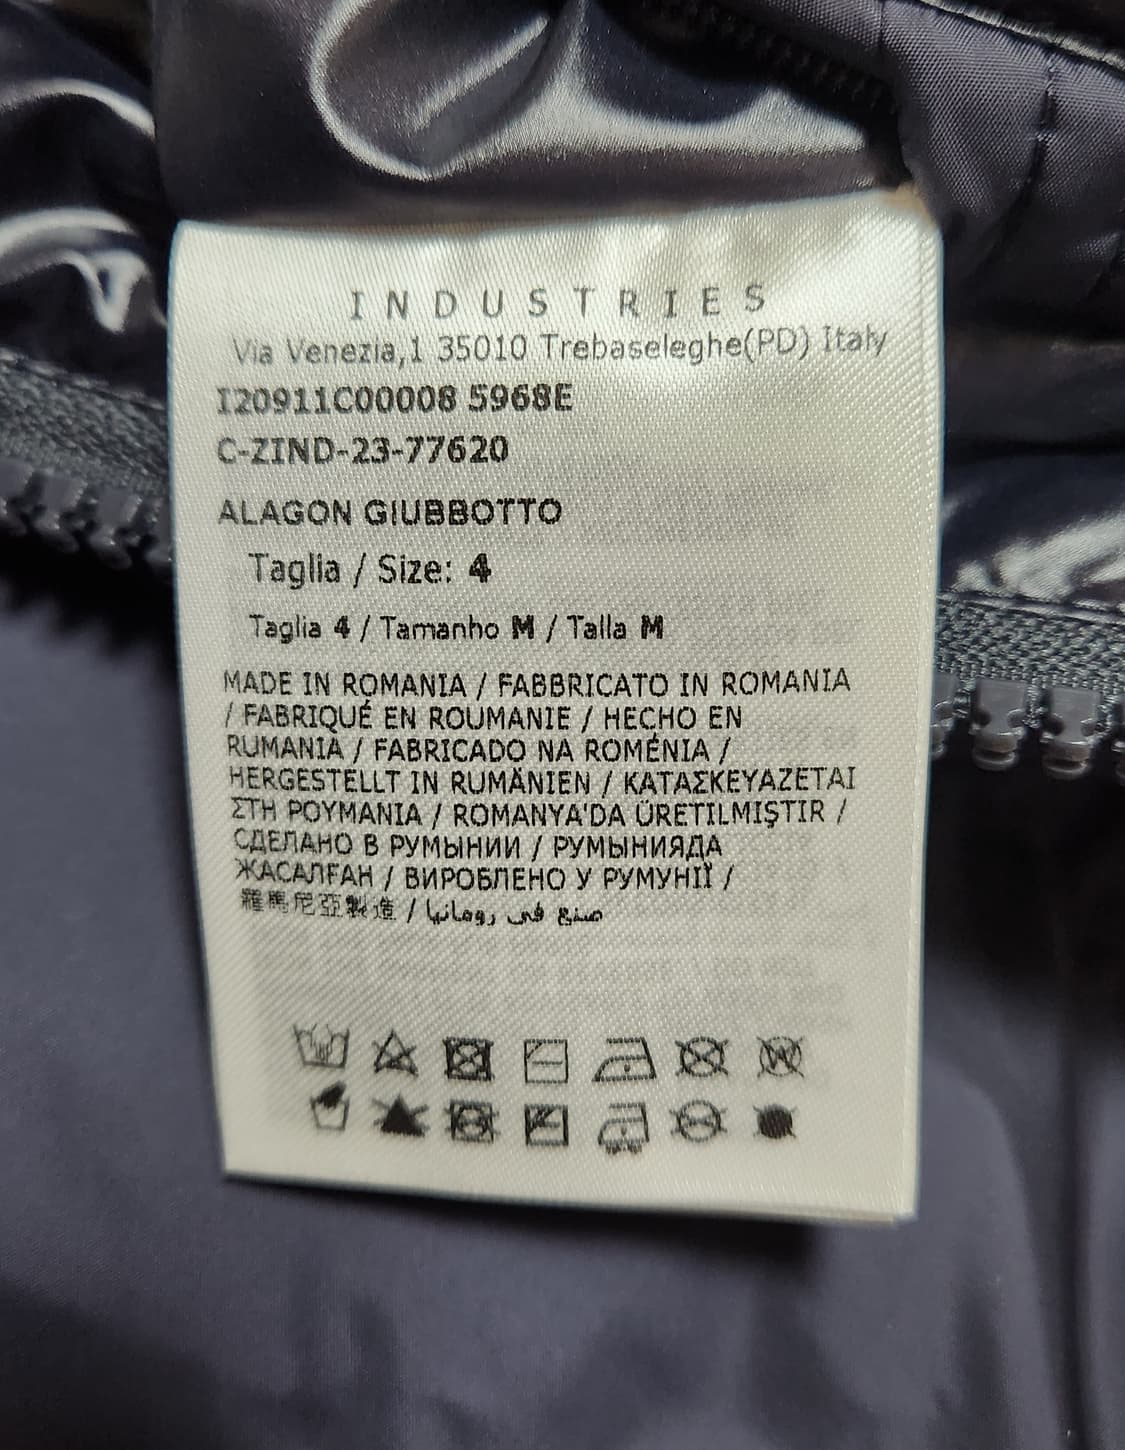 INDUSTRIES
Via Venezia,1 35010 Trebaseleghe(PD) Italy
I20911C00008 5968E
C-ZIND-23-77620
ALAGON GIUBBOTTO
Taglia / Size: 4
Taglia 4 / Tamanho M / Talla M
MADE IN ROMANIA / FABBRICATO IN ROMANIA
/ FABRIQUÉ EN ROUMANIE / HECHO EN
RUMANIA / FABRICADO NA ROMÉNIA /
HERGESTELLT IN RUMÄNIEN / ΚΑΤΑΣΚΕΥΑΖΕΤΑΙ
ΣΤΗ ΡΟΥΜΑΝΙΑ / ROMANYA'DA ÜRETILMIŞTIR /
СДЕЛАНО В РУМЫНИИ / РУМЫНИЯДА
ЖАСАЛҒАН / ВИРОБЛЕНО У РУМУНІЇ /
羅馬尼亞製造 / صنع في رومانيا
W